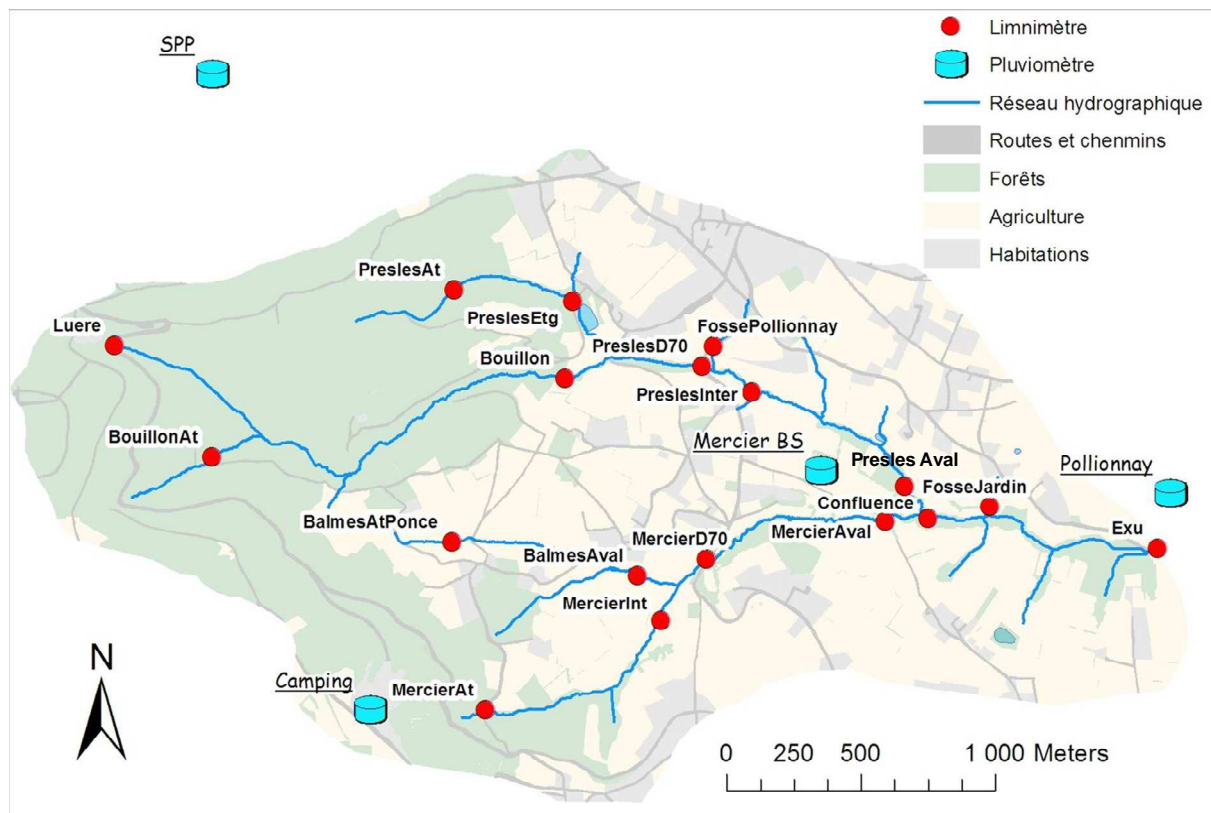 SPP
Limnimètre
Pluviomètre
Réseau hydrographique
Routes et chenmins
Forêts
Agriculture
Habitations
PreslesAt
PreslesEtg
Luere
Bouillon
PreslesD70
FossePollionnay
PreslesInter
BouillonAt
Mercier BS
Presles Aval
Pollionnay
FosseJardin
Confluence
BalmesAtPonce
MercierD70
MercierAval
Exu
BalmesAval
MercierInt
N
Camping
MercierAt
0 250 500 1 000 Meters